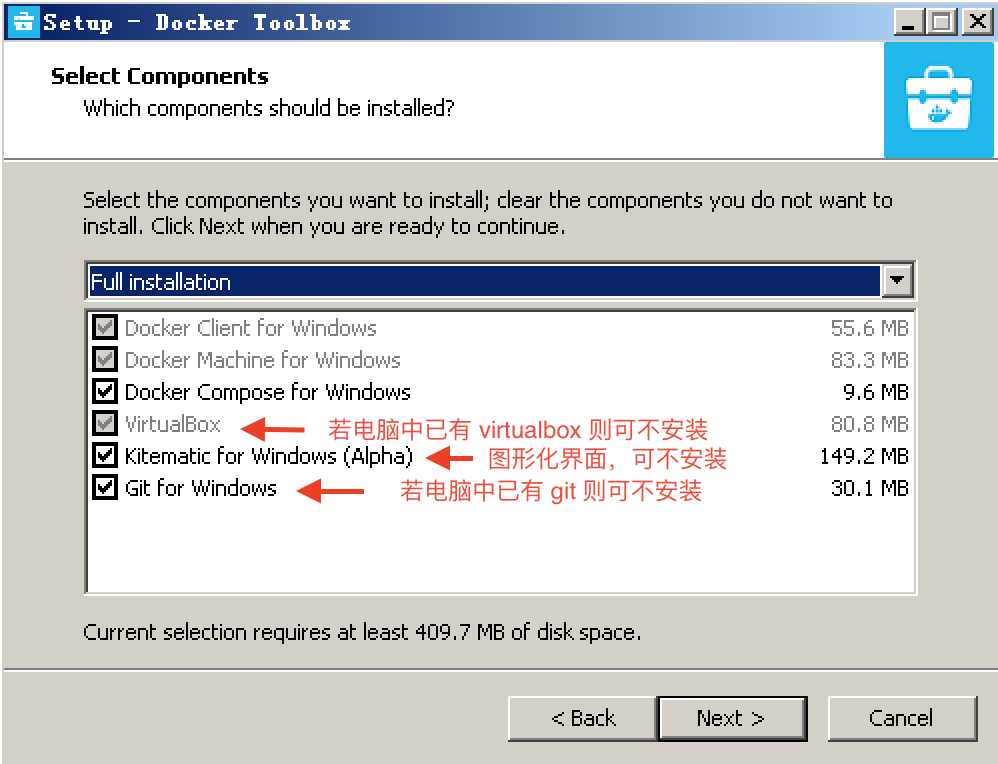 Setup - Docker Toolbox
Select Components
Which components should be installed?
Select the components you want to install; clear the components you do not want to
install. Click Next when you are ready to continue.
Full installation
Docker Client for Windows 55.6 MB
Docker Machine for Windows 83.3 MB
Docker Compose for Windows 9.6 MB
VirtualBox 若电脑中已有 virtualbox 则可不安装 80.8 MB
Kitematic for Windows (Alpha) 图形化界面，可不安装 149.2 MB
Git for Windows 若电脑中已有 git 则可不安装 30.1 MB
Current selection requires at least 409.7 MB of disk space.
< Back Next > Cancel